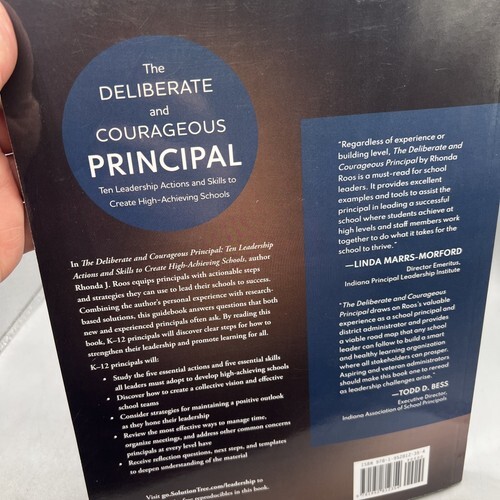 The
DELIBERATE
and
COURAGEOUS
PRINCIPAL
Ten Leadership Actions and Skills to
Create High-Achieving Schools
In The Deliberate and Courageous Principal: Ten Leadership
Actions and Skills to Create High-Achieving Schools, author
Rhonda J. Roos equips principals with actionable steps
and strategies they can use to lead their schools to success.
Combining the author's personal experience with research-
based solutions, this guidebook answers questions that both
new and experienced principals often ask. By reading this
book, K–12 principals will discover clear steps for how to
strengthen their leadership and promote learning for all.
K–12 principals will:
• Study the five essential actions and five essential skills
all leaders must adopt to develop high-achieving schools
• Discover how to create a collective vision and effective
school teams
• Consider strategies for maintaining a positive outlook
as they hone their leadership
• Review the most effective ways to manage time,
organize meetings, and address other common concerns
principals at every level have
• Receive reflection questions, next steps, and templates
to deepen understanding of the material
Visit go.SolutionTree.com/leadership to
free reproducibles in this book.
"Regardless of experience or
building level, The Deliberate and
Courageous Principal by Rhonda
Roos is a must-read for school
leaders. It provides excellent
examples and tools to assist the
principal in leading a successful
school where students achieve at
high levels and staff members work
together to do what it takes for the
school to thrive."
—LINDA MARRS-MORFORD
Director Emeritus,
Indiana Principal Leadership Institute
"The Deliberate and Courageous
Principal draws on Roos's valuable
experience as a school principal and
district administrator and provides
a viable road map that any school
leader can follow to build a smart
and healthy learning organization
where all stakeholders can prosper.
Aspiring and veteran administrators
should make this book one to reread
as leadership challenges arise."
—TODD D. BESS
Executive Director,
Indiana Association of School Principals